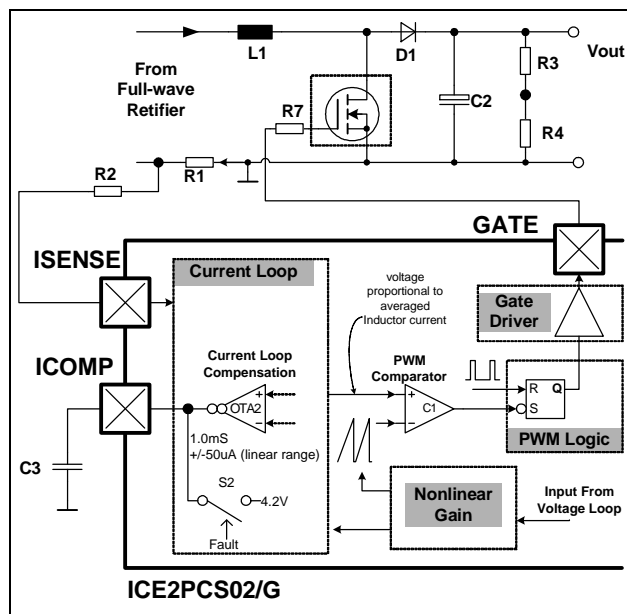 L1
D1
Vout
From
Full-wave
Retifier
R7
C2
R3
R4
R2
R1
GATE
ISENSE
Current Loop
voltage
proportional to
averaged
Inductor current
Gate
Driver
ICOMP
Current Loop
Compensation
+
OTA2
−
PWM
Comparator
+
C1
−
R
Q
S
PWM Logic
1.0mS
+/-50uA (linear range)
C3
S2
4.2V
Fault
Nonlinear
Gain
Input From
Voltage Loop
ICE2PCS02/G